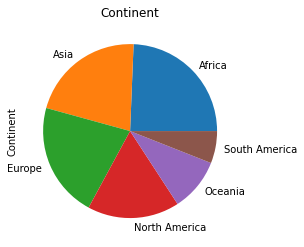 Continent
Asia
Africa
Continent
Europe
South America
Oceania
North America